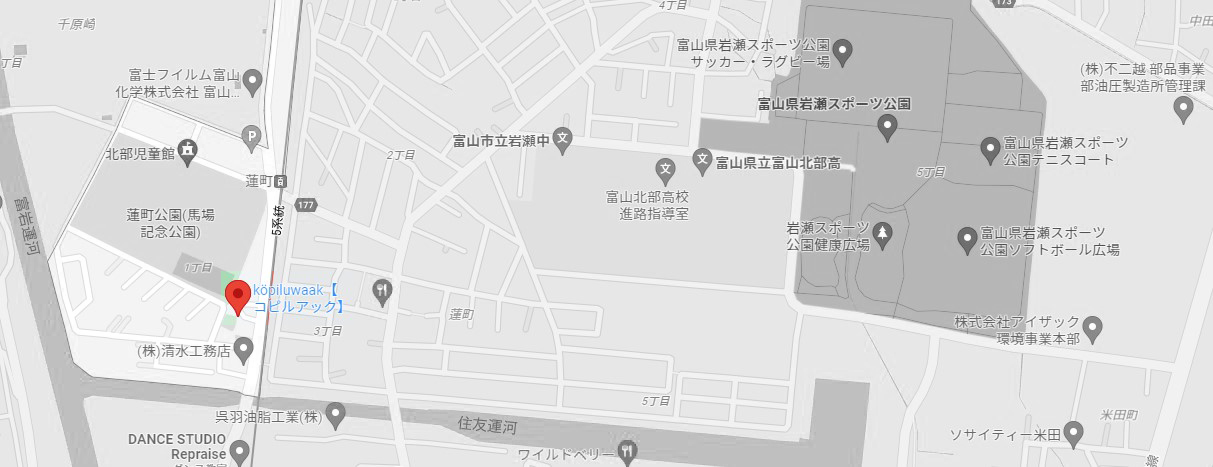 千原崎
4丁目
173
中田
丁目
富山県岩瀬スポーツ公園
サッカー・ラグビー場
(株)不二越 部品事業
部油圧製造所管理課
富士フイルム富山
化学株式会社 富山...
富山県岩瀬スポーツ公園
P
富山市立岩瀬中
富山県立富山北部高
富山県岩瀬スポーツ
公園テニスコート
北部児童館
2丁目
5丁目
蓮町
富山北部高校
進路指導室
177
5系統
富岩運河
蓮町公園(馬場
記念公園)
岩瀬スポーツ
公園健康広場
富山県岩瀬スポーツ
公園ソフトボール広場
1丁目
köpiluwaak【
コピルアック】
蓮町
3丁目
株式会社アイザック
環境事業本部
(株)清水工務店
5丁目
呉羽油脂工業(株)
住友運河
米田町
ソサイティー米田
DANCE STUDIO
Repraise
ワイルドベリー